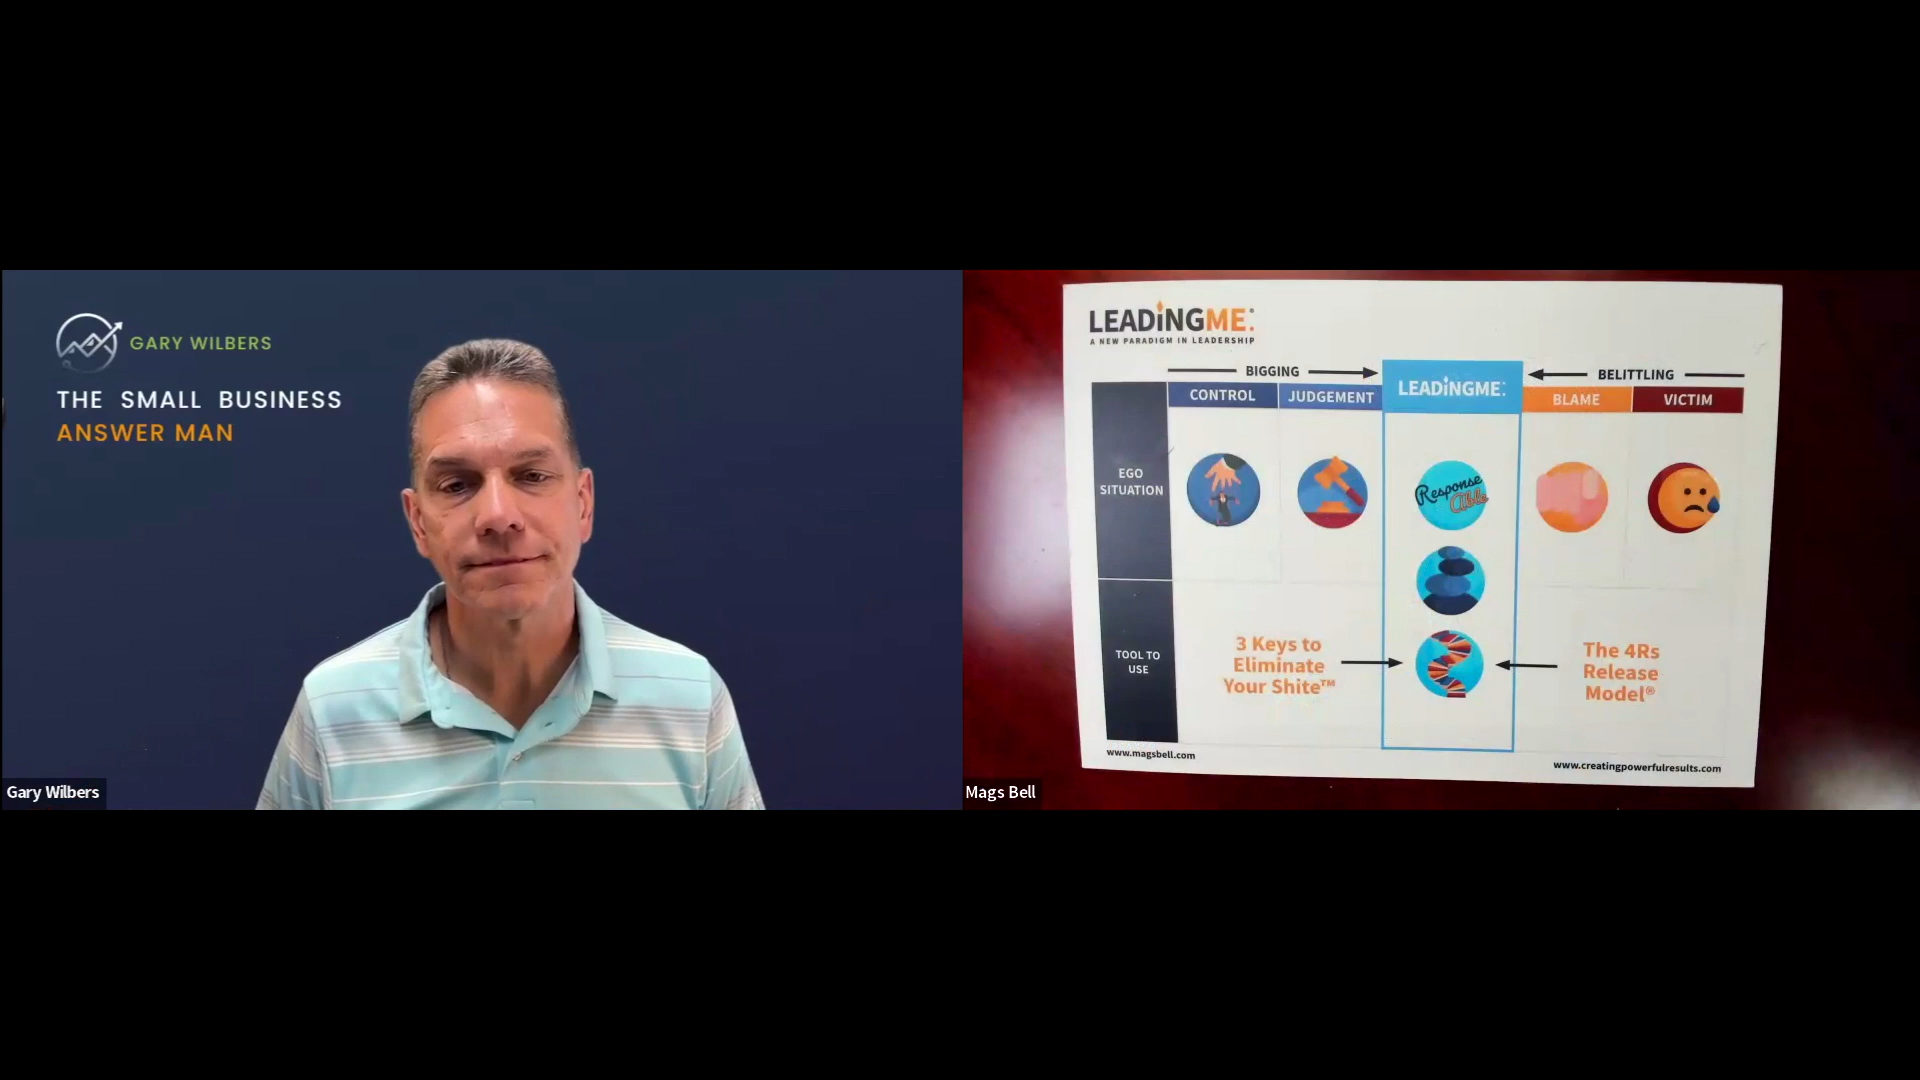 GARY WILBERS
THE SMALL BUSINESS
ANSWER MAN
Gary Wilbers
LEADiNGME:
A NEW PARADIGM IN LEADERSHIP
BIGGING
BELITTLING
CONTROL
JUDGEMENT
LEADiNGME:
BLAME
VICTIM
EGO
SITUATION
Response
Able
TOOL TO
USE
3 Keys to
Eliminate
Your Shite™
The 4Rs
Release
Model®
www.magsbell.com
www.creatingpowerfulresults.com
Mags Bell